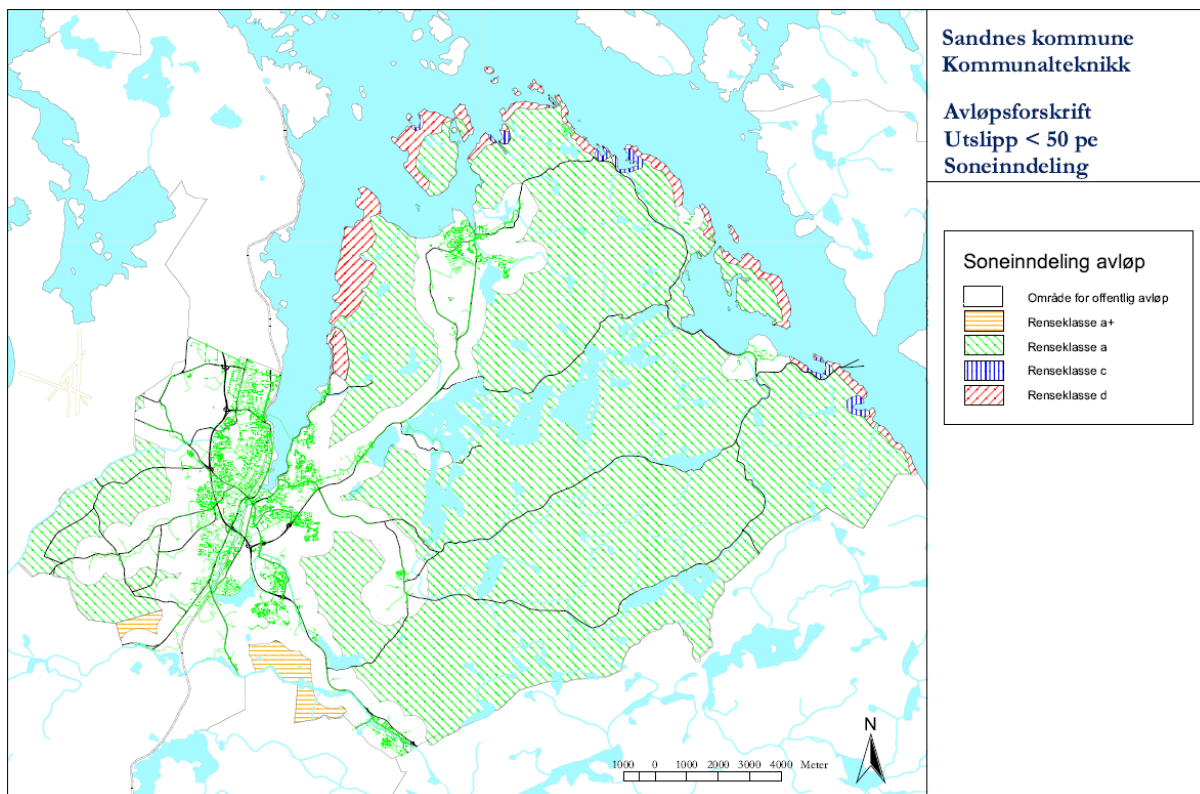 Sandnes kommune
Kommunalteknikk
Avløpsforskrift
Utslipp < 50 pe
Soneinndeling
Soneinndeling avløp
Område for offentlig avløp
Renseklasse a+
Renseklasse a
Renseklasse c
Renseklasse d
N
1000 0 1000 2000 3000 4000 Meter